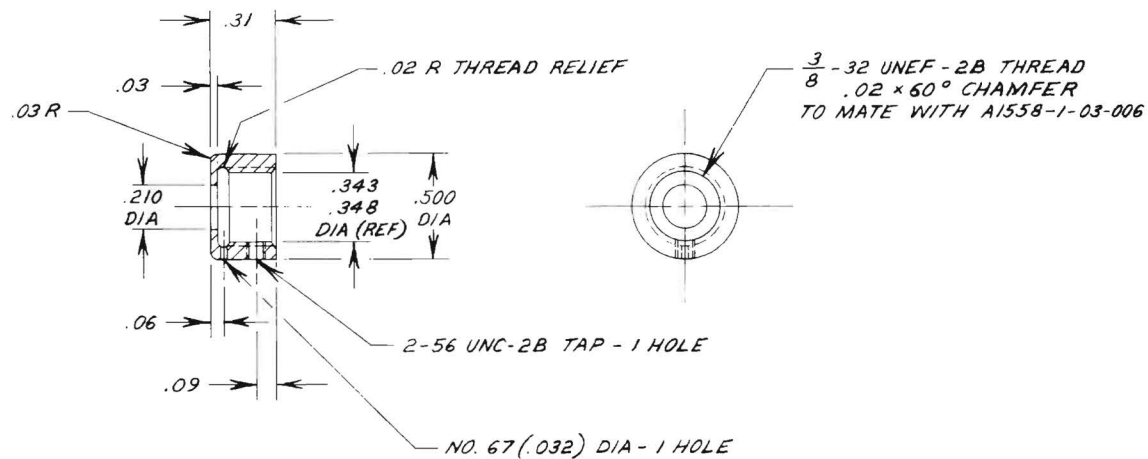 .31
.03
.02 R THREAD RELIEF
.03 R
.210
DIA
.343
.348
DIA (REF)
.500
DIA
.06
2-56 UNC-2B TAP - 1 HOLE
.09
NO. 67 (.032) DIA - 1 HOLE
3/8 -32 UNEF-2B THREAD
.02 × 60° CHAMFER
TO MATE WITH A1558-1-03-006